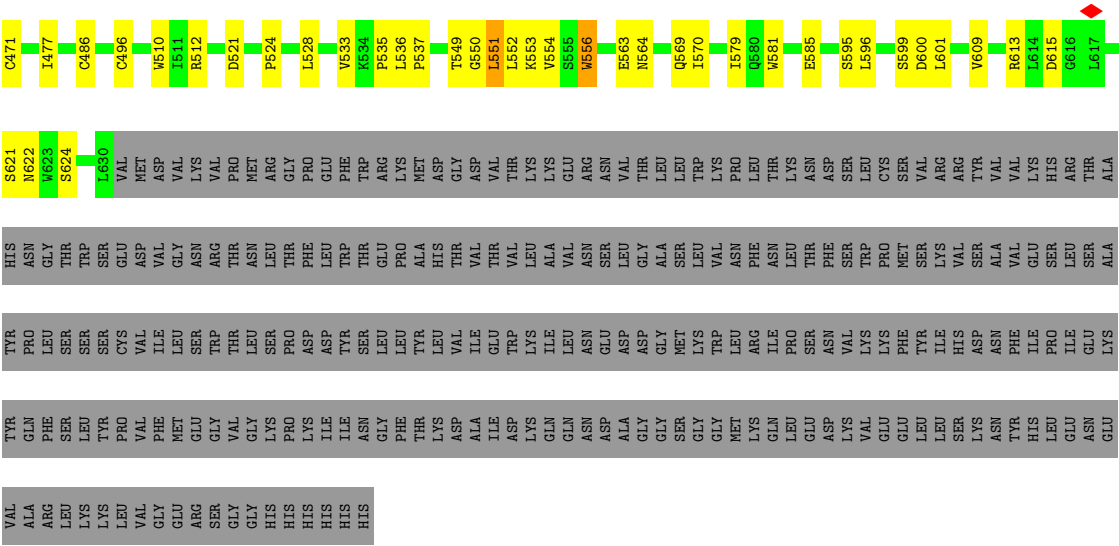 C471 I477 C486 C496 W510 I511 R512 D521 P524 L528 V533 K534 P535 L536 P537 T549 G550 L551 L552 K553 V554 S555 W556 E563 N564 Q569 I570 I579 Q580 W581 E585 S595 L596 S599 D600 L601 V609 R613 L614 D615 G616 L617
S621 N622 W623 S624 L630 VAL MET ASP VAL LYS VAL PRO MET ARG GLY PRO GLU PHE TRP ARG LYS MET ASP GLY ASP VAL THR LYS LYS GLU ARG ASN VAL THR LEU LEU TRP LYS PRO LEU THR LYS ASN ASP SER LEU CYS SER VAL ARG ARG TYR VAL VAL LYS HIS ARG THR ALA
HIS ASN GLY THR TRP SER GLU ASP VAL GLY ASN ARG THR ASN LEU THR PHE LEU TRP THR GLU PRO ALA HIS THR VAL THR VAL LEU ALA VAL ASN SER LEU GLY ALA SER LEU VAL ASN PHE ASN LEU THR PHE SER TRP PRO MET SER LYS VAL SER ALA VAL GLU SER LEU SER ALA
TYR PRO LEU SER SER SER CYS VAL ILE LEU SER TRP THR LEU SER PRO ASP ASP TYR SER LEU LEU TYR LEU VAL ILE GLU TRP LYS ILE LEU ASN GLU ASP ASP GLY MET LYS TRP LEU ARG ILE PRO SER ASN VAL LYS LYS PHE TYR ILE HIS ASP ASN PHE ILE PRO ILE GLU LYS
TYR GLN PHE SER LEU TYR PRO VAL PHE MET GLU GLY VAL GLY LYS PRO LYS ILE ILE ASN GLY PHE THR LYS ASP ALA ILE ASP LYS GLN GLN ASN ASP ALA GLY GLY SER GLY GLY MET LYS GLN LEU GLU ASP LYS VAL GLU GLU LEU LEU SER LYS ASN TYR HIS LEU GLU ASN GLU
VAL ALA ARG LEU LYS LYS LEU VAL GLY GLU ARG SER GLY GLY HIS HIS HIS HIS HIS HIS